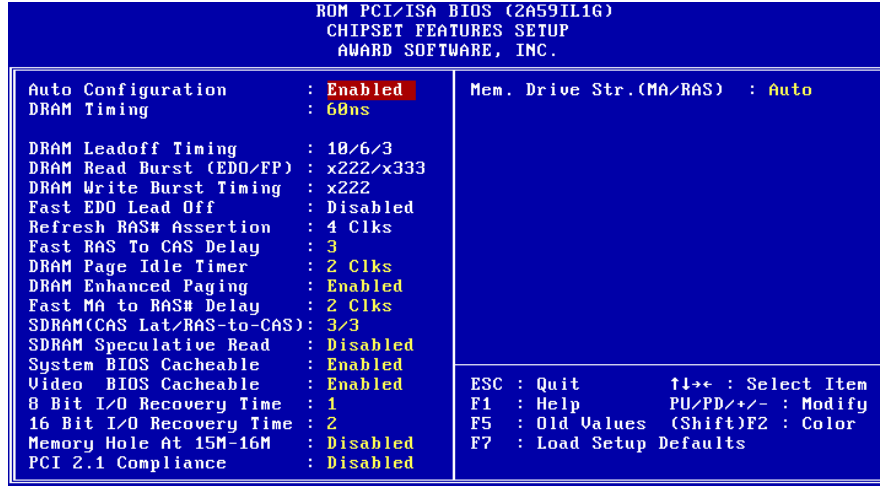 ROM PCI/ISA BIOS (2A59IL1G)
CHIPSET FEATURES SETUP
AWARD SOFTWARE, INC.
Auto Configuration : Enabled
DRAM Timing : 60ns
DRAM Leadoff Timing : 10/6/3
DRAM Read Burst (EDO/FP) : x222/x333
DRAM Write Burst Timing : x222
Fast EDO Lead Off : Disabled
Refresh RAS# Assertion : 4 Clks
Fast RAS To CAS Delay : 3
DRAM Page Idle Timer : 2 Clks
DRAM Enhanced Paging : Enabled
Fast MA to RAS# Delay : 2 Clks
SDRAM(CAS Lat/RAS-to-CAS): 3/3
SDRAM Speculative Read : Disabled
System BIOS Cacheable : Enabled
Video BIOS Cacheable : Enabled
8 Bit I/O Recovery Time : 1
16 Bit I/O Recovery Time : 2
Memory Hole At 15M-16M : Disabled
PCI 2.1 Compliance : Disabled
Mem. Drive Str.(MA/RAS) : Auto
ESC : Quit ↑↓→← : Select Item
F1 : Help PU/PD/+/- : Modify
F5 : Old Values (Shift)F2 : Color
F7 : Load Setup Defaults